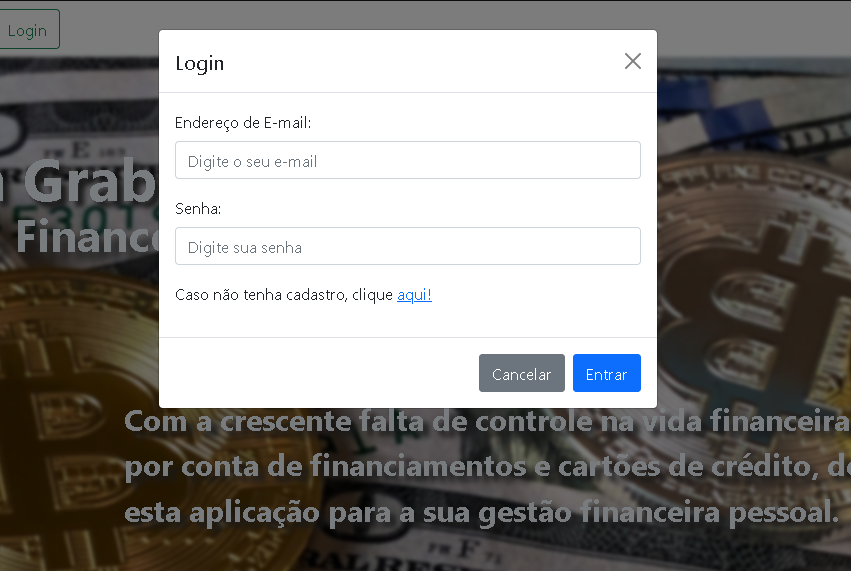 Login
Login
Endereço de E-mail:
Digite o seu e-mail
Senha:
Digite sua senha
Caso não tenha cadastro, clique aqui!
Cancelar
Entrar
Grab
Finance
Com a crescente falta de controle na vida financeira
por conta de financiamentos e cartões de crédito, de
esta aplicação para a sua gestão financeira pessoal.